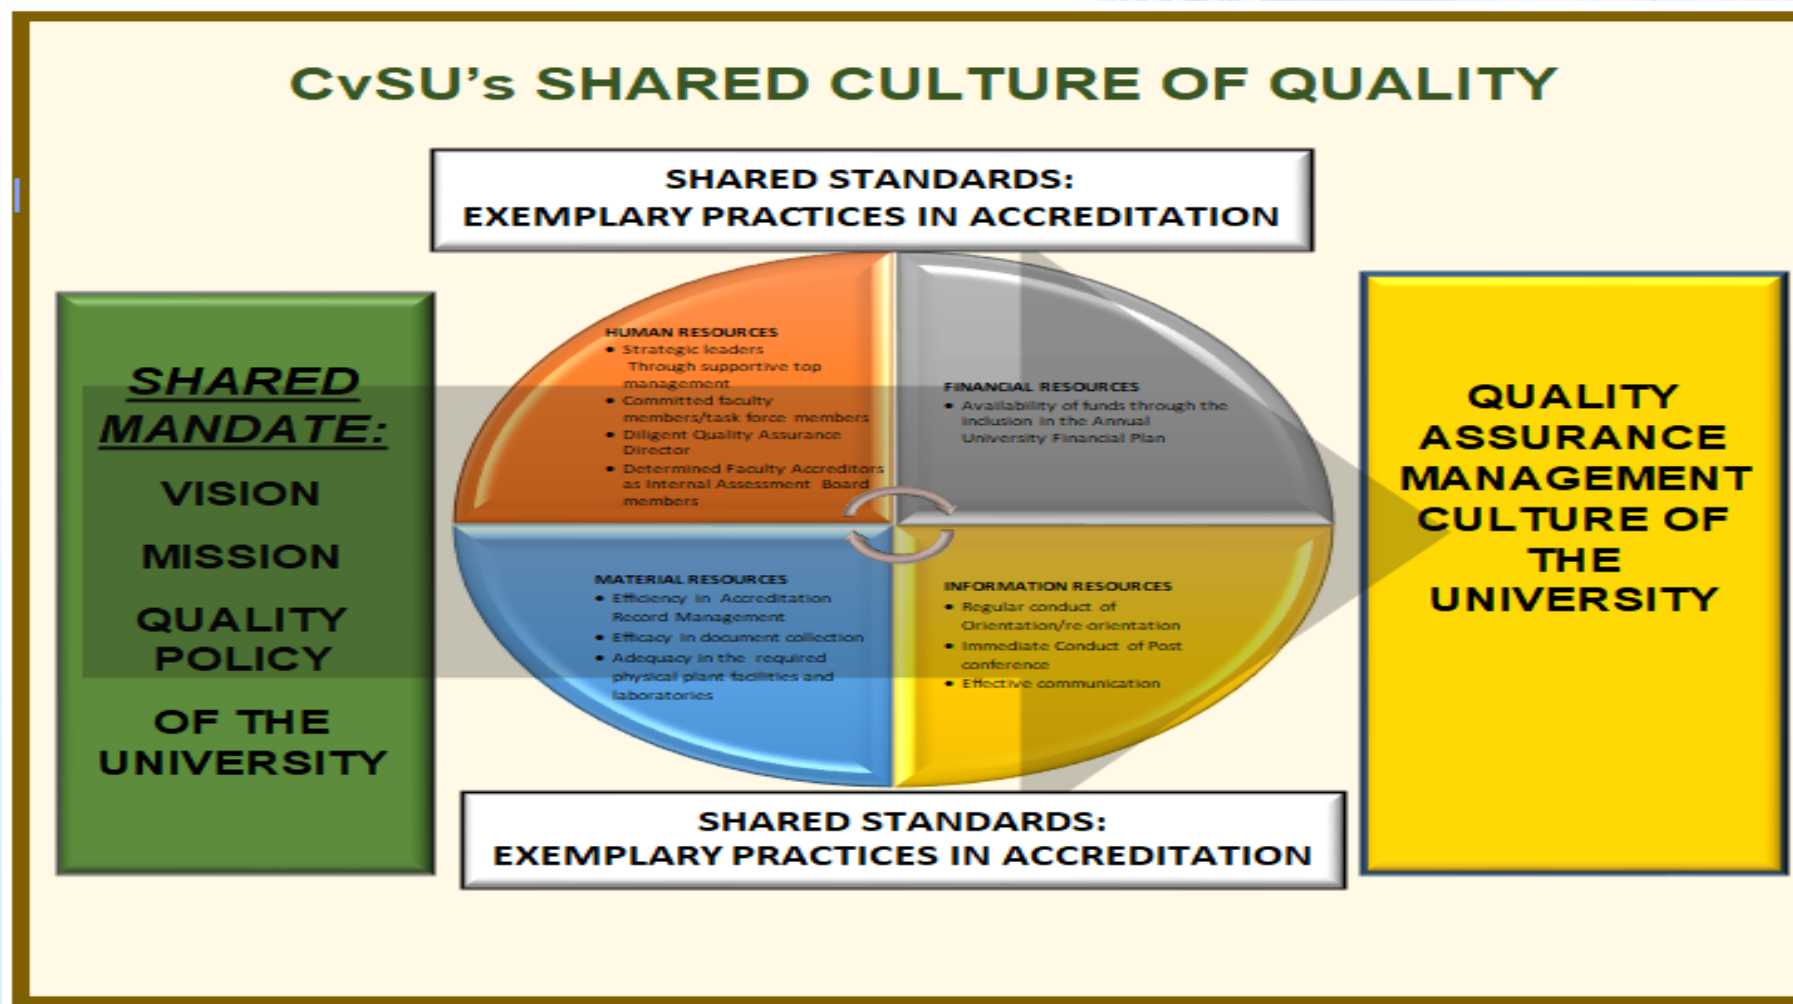 CvSU's SHARED CULTURE OF QUALITY
SHARED STANDARDS:
EXEMPLARY PRACTICES IN ACCREDITATION
SHARED
MANDATE:
VISION
MISSION
QUALITY
POLICY
OF THE
UNIVERSITY
HUMAN RESOURCES
• Strategic leaders
Through supportive top
management
• Committed faculty
members/task force members
• Diligent Quality Assurance
Director
• Determined Faculty Accreditors
as Internal Assessment Board
members
FINANCIAL RESOURCES
• Availability of funds through the
inclusion in the Annual
University Financial Plan
MATERIAL RESOURCES
• Efficiency in Accreditation
Record Management
• Efficacy in document collection
• Adequacy in the required
physical plant facilities and
laboratories
INFORMATION RESOURCES
• Regular conduct of
Orientation/re-orientation
• Immediate Conduct of Post
conference
• Effective communication
QUALITY
ASSURANCE
MANAGEMENT
CULTURE OF
THE
UNIVERSITY
SHARED STANDARDS:
EXEMPLARY PRACTICES IN ACCREDITATION